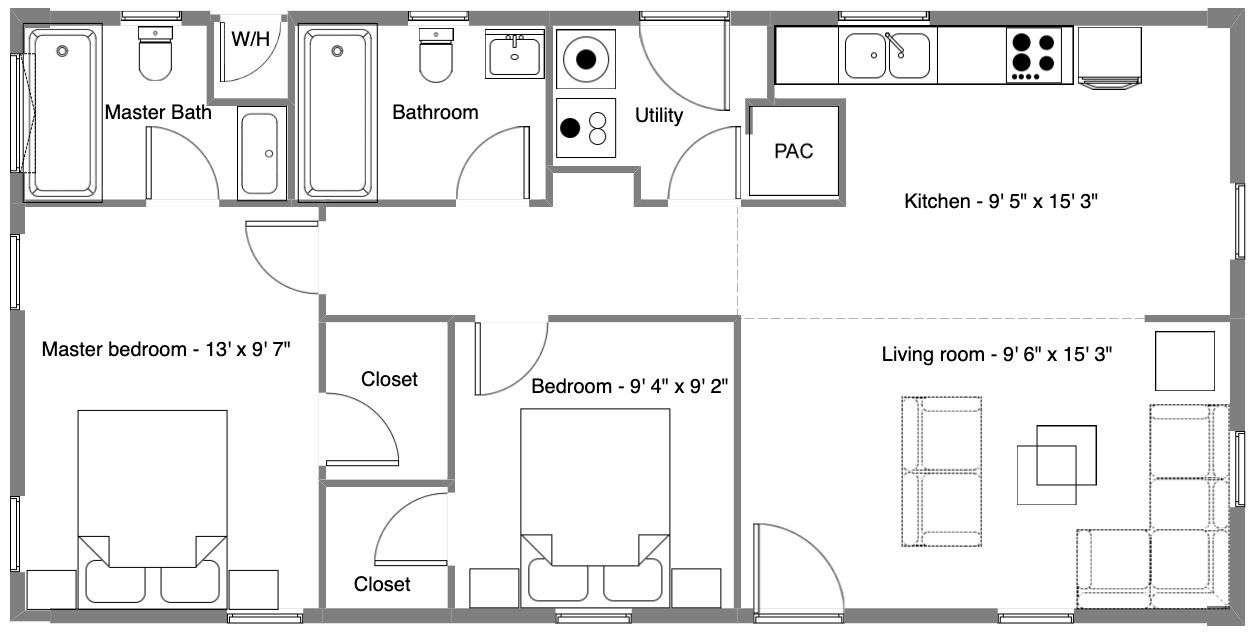 W/H
Master Bath
Bathroom
Utility
PAC
Kitchen - 9' 5" x 15' 3"
Master bedroom - 13' x 9' 7"
Closet
Bedroom - 9' 4" x 9' 2"
Living room - 9' 6" x 15' 3"
Closet